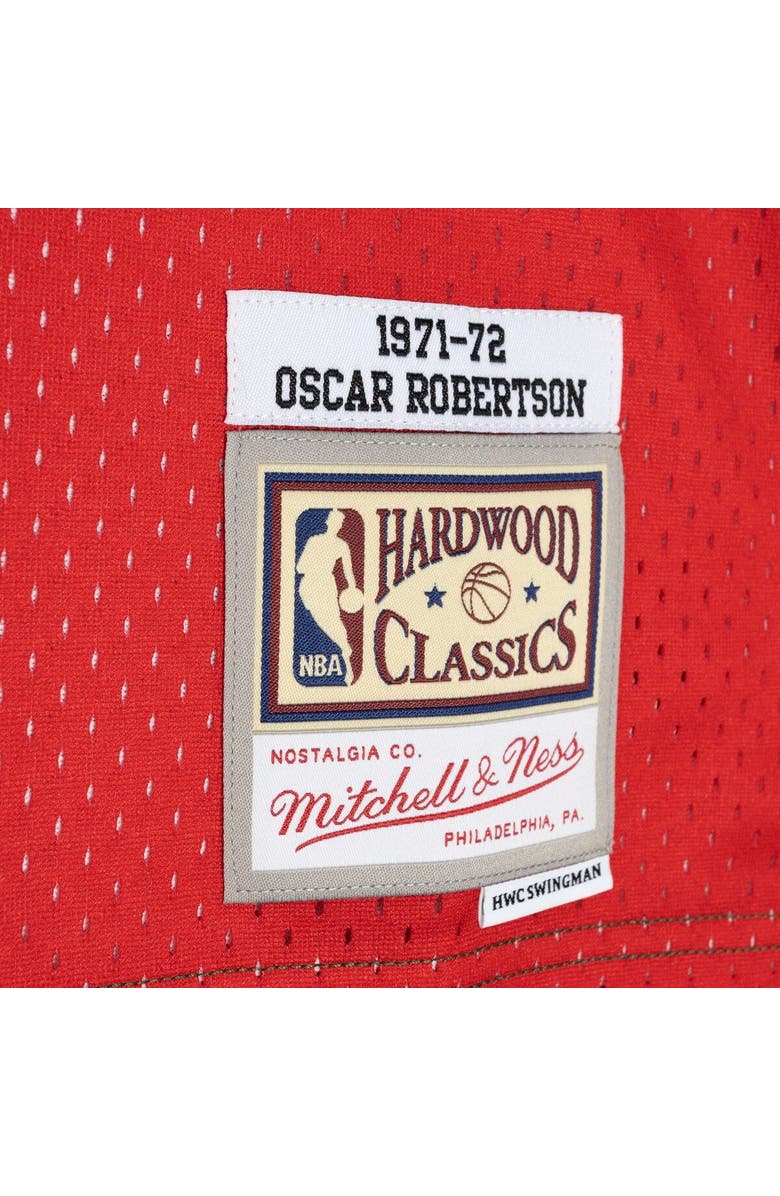 1971-72
OSCAR ROBERTSON
HARDWOOD
CLASSICS
NBA
NOSTALGIA CO.
Mitchell & Ness
PHILADELPHIA, PA.
HWC SWINGMAN